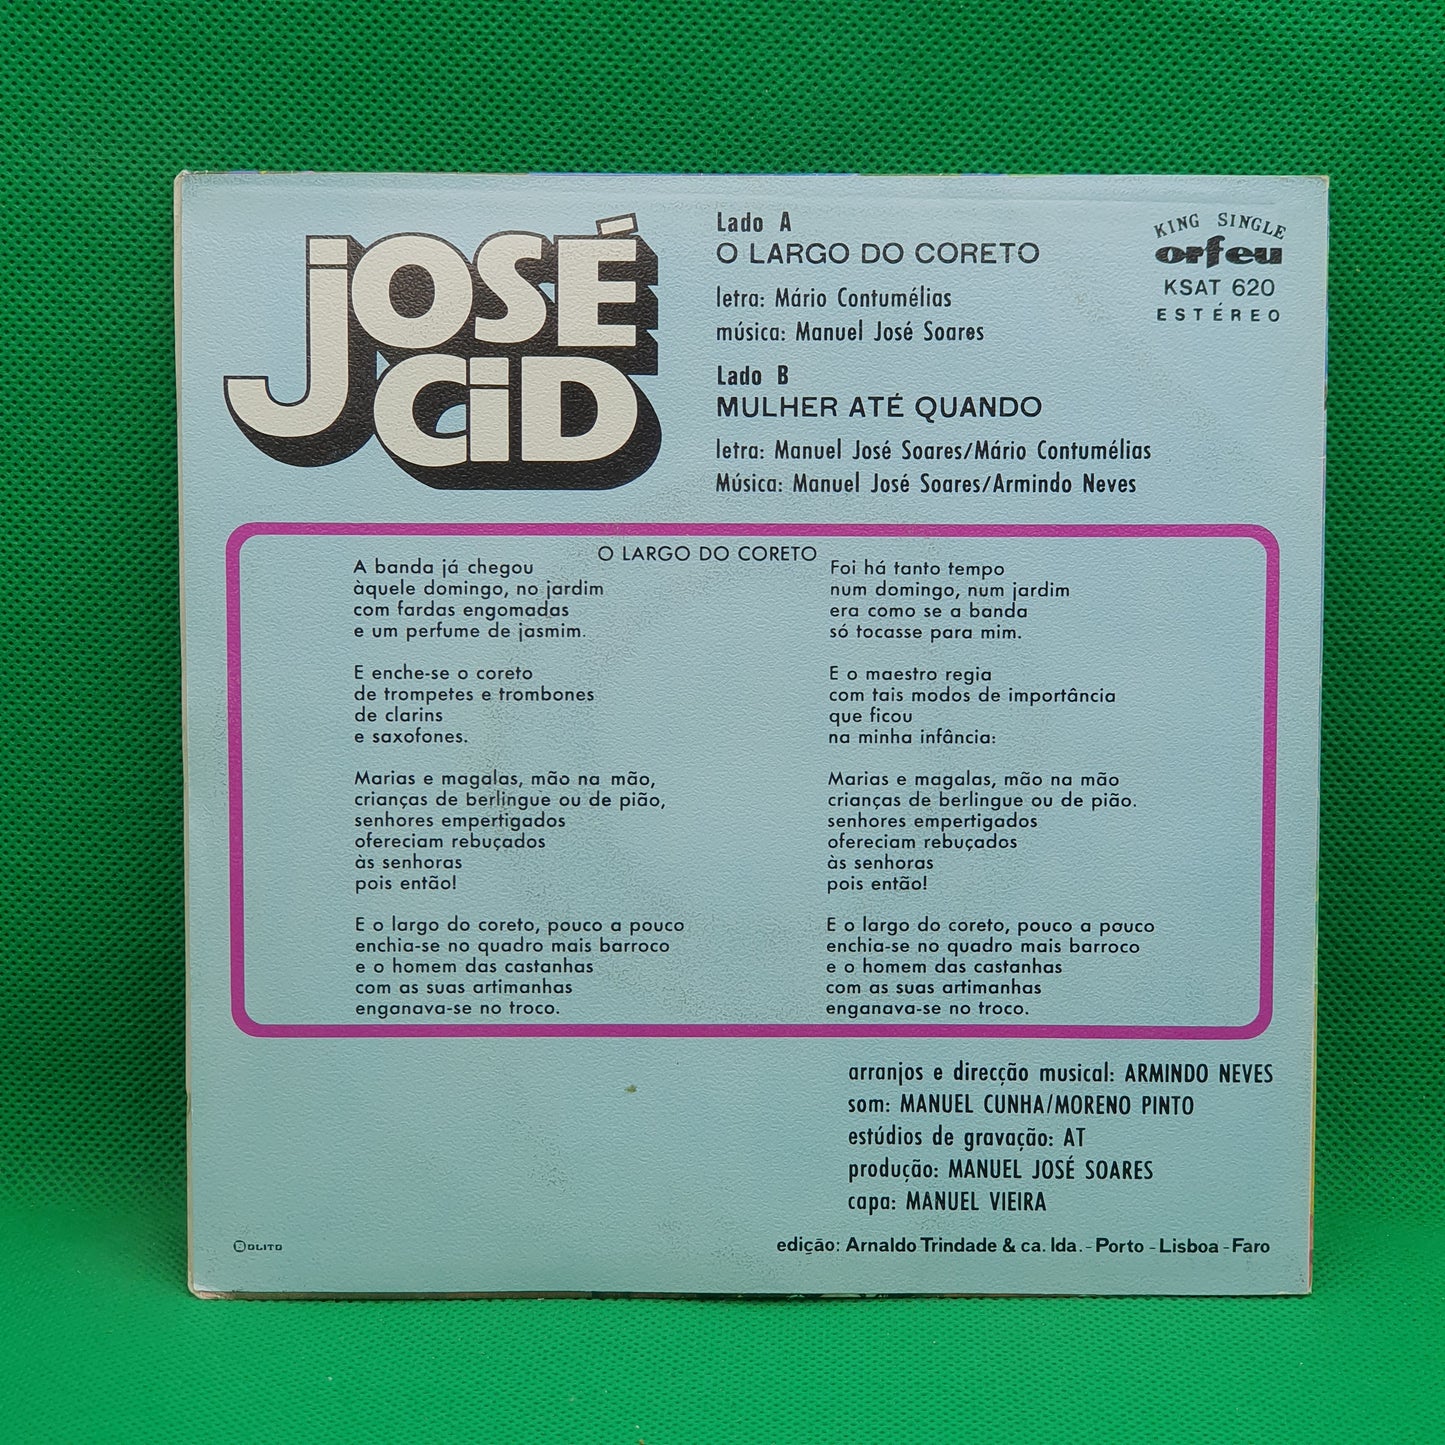 JOSÉ
CID
Lado A
O LARGO DO CORETO
letra: Mário Contumélias
música: Manuel José Soares
Lado B
MULHER ATÉ QUANDO
letra: Manuel José Soares/Mário Contumélias
Música: Manuel José Soares/Armindo Neves
KING SINGLE
orfeu
KSAT 620
ESTÉREO
O LARGO DO CORETO
A banda já chegou
àquele domingo, no jardim
com fardas engomadas
e um perfume de jasmim.
E enche-se o coreto
de trompetes e trombones
de clarins
e saxofones.
Marias e magalas, mão na mão,
crianças de berlingue ou de pião,
senhores empertigados
ofereciam rebuçados
às senhoras
pois então!
E o largo do coreto, pouco a pouco
enchia-se no quadro mais barroco
e o homem das castanhas
com as suas artimanhas
enganava-se no troco.
Foi há tanto tempo
num domingo, num jardim
era como se a banda
só tocasse para mim.
E o maestro regia
com tais modos de importância
que ficou
na minha infância:
Marias e magalas, mão na mão
crianças de berlingue ou de pião.
senhores empertigados
ofereciam rebuçados
às senhoras
pois então!
E o largo do coreto, pouco a pouco
enchia-se no quadro mais barroco
e o homem das castanhas
com as suas artimanhas
enganava-se no troco.
arranjos e direcção musical: ARMINDO NEVES
som: MANUEL CUNHA/MORENO PINTO
estúdios de gravação: AT
produção: MANUEL JOSÉ SOARES
capa: MANUEL VIEIRA
edição: Arnaldo Trindade & ca. lda. - Porto - Lisboa - Faro